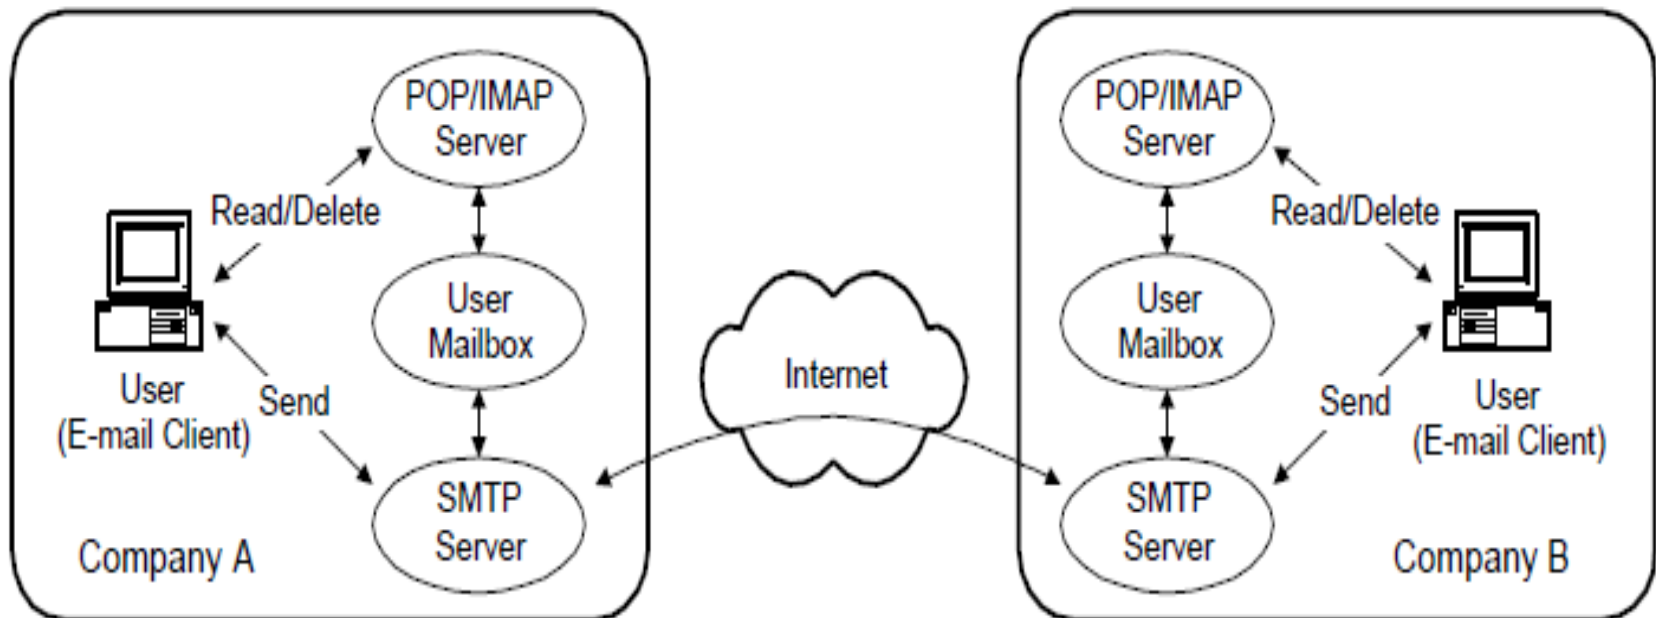 POP/IMAP
Server
Read/Delete
User
Mailbox
User
(E-mail Client)
Send
SMTP
Server
Company A
Internet
POP/IMAP
Server
Read/Delete
User
Mailbox
Send
User
(E-mail Client)
SMTP
Server
Company B